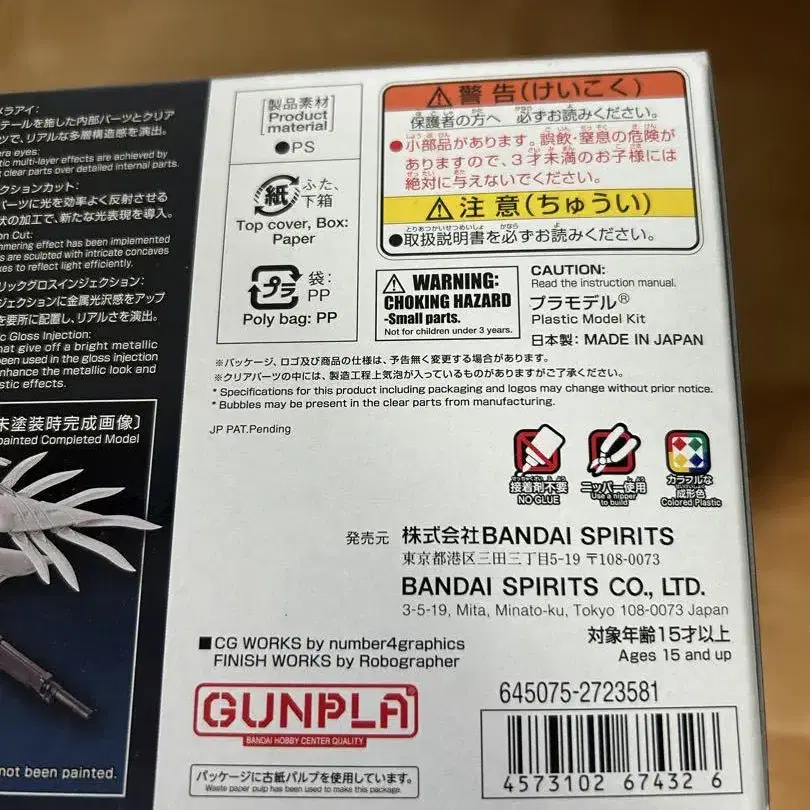 メラアイ:
テールを施した内部パーツとクリア
ツで、リアルな多層構造感を演出。
era eyes:
tic multi-layer effects are achieved by
g clear parts over detailed internal parts.
クションカット:
パーツに光を効率よく反射させる
状の加工で、新たな光表現を導入。
on Cut:
mmering effect has been implemented
s are sculpted with intricate concaves
xes to reflect light efficiently.
リックグロスインジェクション:
ジェクションに金属光沢感をアップ
を要所に配置し、リアルさを演出。
c Gloss Injection:
hat give off a bright metallic
been used in the gloss injection
enhance the metallic look and
stic effects.
未塗装時完成画像〕
painted Completed Model
not been painted.
[製品素材]
Product
material
●PS
紙
ふた、
下箱
Top cover, Box:
Paper
プラ
袋:
PP
Poly bag: PP
警告(けいこく)
保護者の方へ 必ずお読みください。
●小部品があります。誤飲・窒息の危険が
ありますので、3才未満のお子様には
絶対に与えないでください。
注意(ちゅうい)
●取扱説明書を必ずお読みください。
WARNING:
CHOKING HAZARD
-Small parts.
Not for children under 3 years.
CAUTION:
Read the instruction manual.
プラモデル®
Plastic Model Kit
日本製: MADE IN JAPAN
※パッケージ、ロゴ及び商品の仕様は、予告無く変更する場合があります。
※クリアパーツの中には、製造工程上気泡が入っているものがありますがご了承ください。
* Specifications for this product including packaging and logos may change without prior notice.
* Bubbles may be present in the clear parts from manufacturing.
JP PAT.Pending
接着剤不要
NO GLUE
ニッパー使用
Use a nipper
to build
カラフルな
成形色
Colored Plastic
発売元 株式会社BANDAI SPIRITS
東京都港区三田三丁目5-19 〒108-0073
BANDAI SPIRITS CO., LTD.
3-5-19, Mita, Minato-ku, Tokyo 108-0073 Japan
■CG WORKS by number4graphics
FINISH WORKS by Robographer
対象年齢15才以上
Ages 15 and up
GUNPLA
BANDAI HOBBY CENTER QUALITY
パッケージに古紙パルプを使用しています。
Waste paper pulp has been used to make this package.
645075-2723581
4573102 67432 6